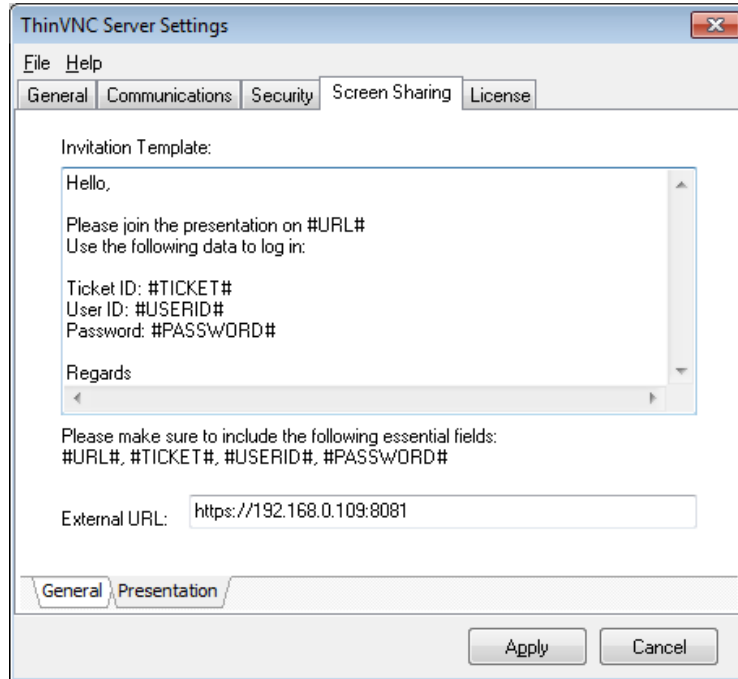 ThinVNC Server Settings
File Help
General Communications Security Screen Sharing License
Invitation Template:
Hello,
Please join the presentation on #URL#
Use the following data to log in:
Ticket ID: #TICKET#
User ID: #USERID#
Password: #PASSWORD#
Regards
Please make sure to include the following essential fields:
#URL#, #TICKET#, #USERID#, #PASSWORD#
External URL: https://192.168.0.109:8081
General Presentation
Apply Cancel